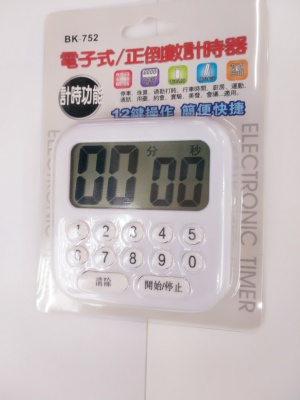 BK-752
電子式/正倒數計時器
計時功能
12鍵操作 簡便快捷
分 秒
00 00
1 2 3 4 5
6 7 8 9 0
清除 開始/停止
ELECTRONIC TIMER
ELECTRONIC TIMER